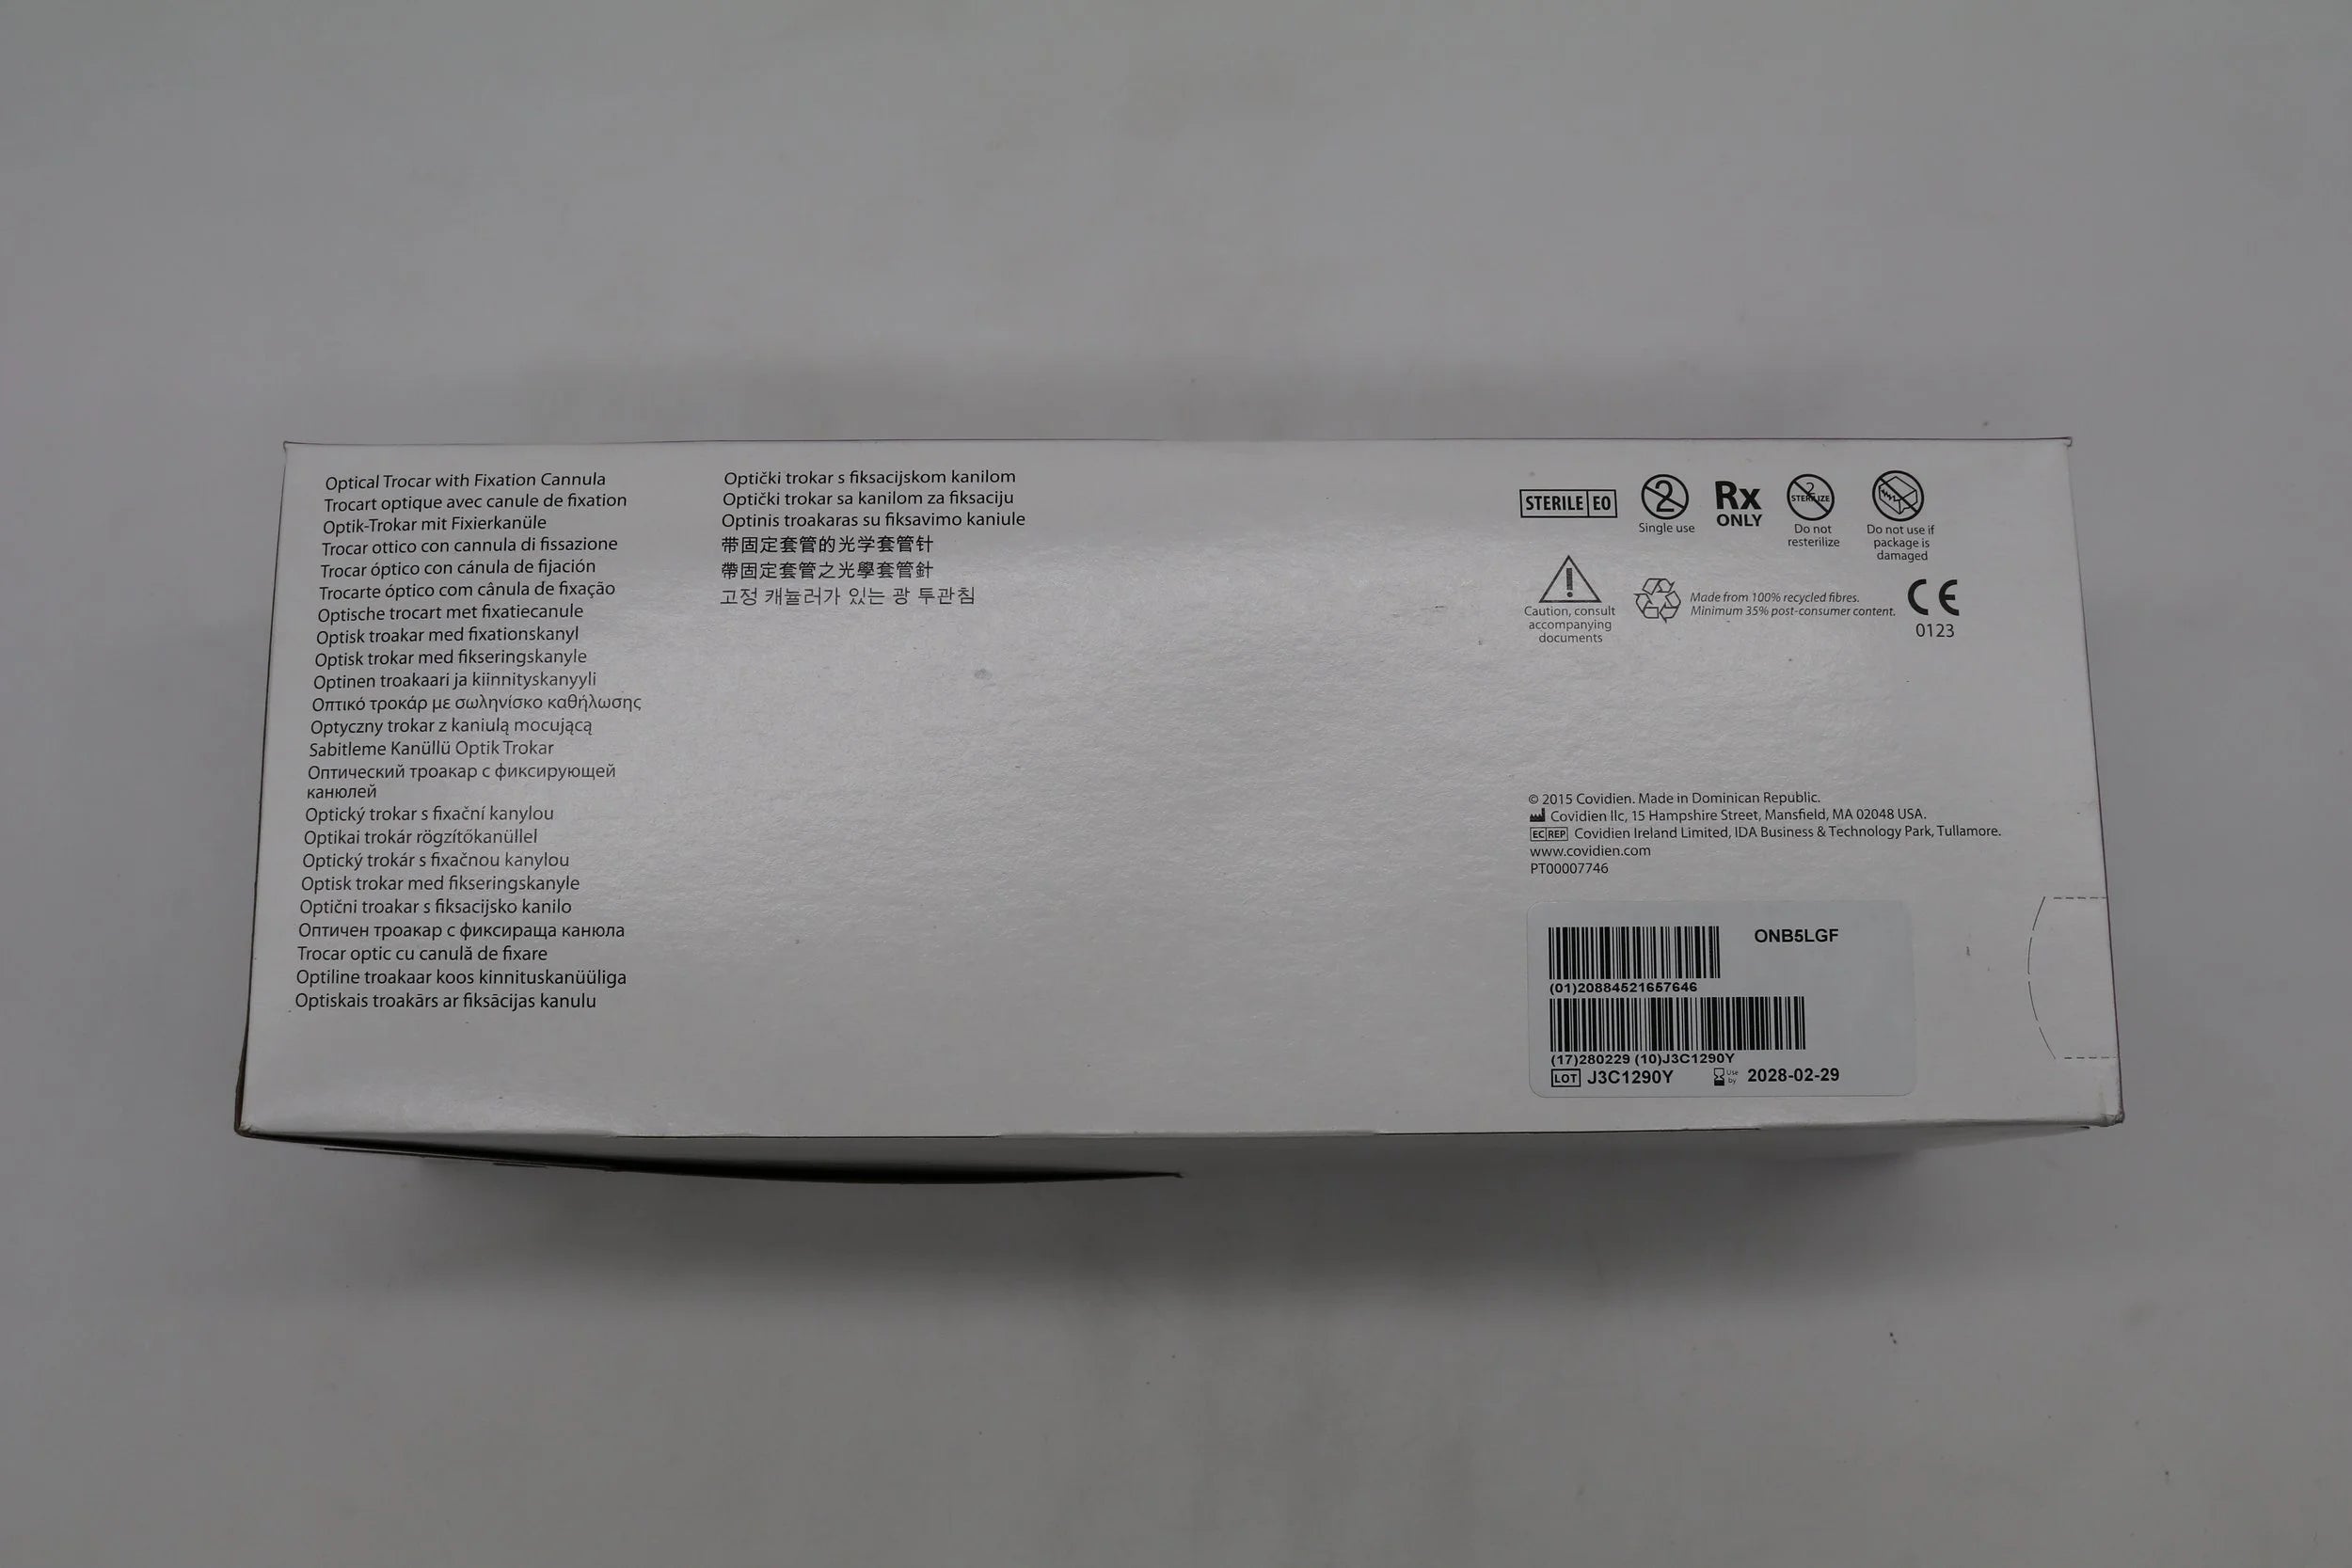 Optical Trocar with Fixation Cannula
Trocart optique avec canule de fixation
Optik-Trokar mit Fixierkanüle
Trocar ottico con cannula di fissazione
Trocar óptico con cánula de fijación
Trocarte óptico com cânula de fixação
Optische trocart met fixatiecanule
Optisk troakar med fixationskanyl
Optisk trokar med fikseringskanyle
Optinen troakaari ja kiinnityskanyyli
Οπτικό τροκάρ με σωληνίσκο καθήλωσης
Optyczny trokar z kaniulą mocującą
Sabitleme Kanüllü Optik Trokar
Оптический троакар с фиксирующей
канюлей
Optický trokar s fixační kanylou
Optikai trokár rögzítőkanüllel
Optický trokár s fixačnou kanylou
Optisk trokar med fikseringskanyle
Optični troakar s fiksacijsko kanilo
Оптичен троакар с фиксираща канюла
Trocar optic cu canulă de fixare
Optiline troakaar koos kinnituskanüüliga
Optiskais troakārs ar fiksācijas kanulu
Optički trokar s fiksacijskom kanilom
Optički trokar sa kanilom za fiksaciju
Optinis troakaras su fiksavimo kaniule
带固定套管的光学套管针
帶固定套管之光學套管針
고정 캐뉼러가 있는 광 투관침
STERILE EO
2
Single use
Rx
ONLY
2
STERILIZE
Do not
resterilize
Do not use if
package is
damaged
!
Caution, consult
accompanying
documents
Made from 100% recycled fibres.
Minimum 35% post-consumer content.
CE
0123
© 2015 Covidien. Made in Dominican Republic.
Covidien llc, 15 Hampshire Street, Mansfield, MA 02048 USA.
EC REP Covidien Ireland Limited, IDA Business & Technology Park, Tullamore.
www.covidien.com
PT00007746
ONB5LGF
(01)20884521657646
(17)280229 (10)J3C1290Y
LOT J3C1290Y Use by 2028-02-29